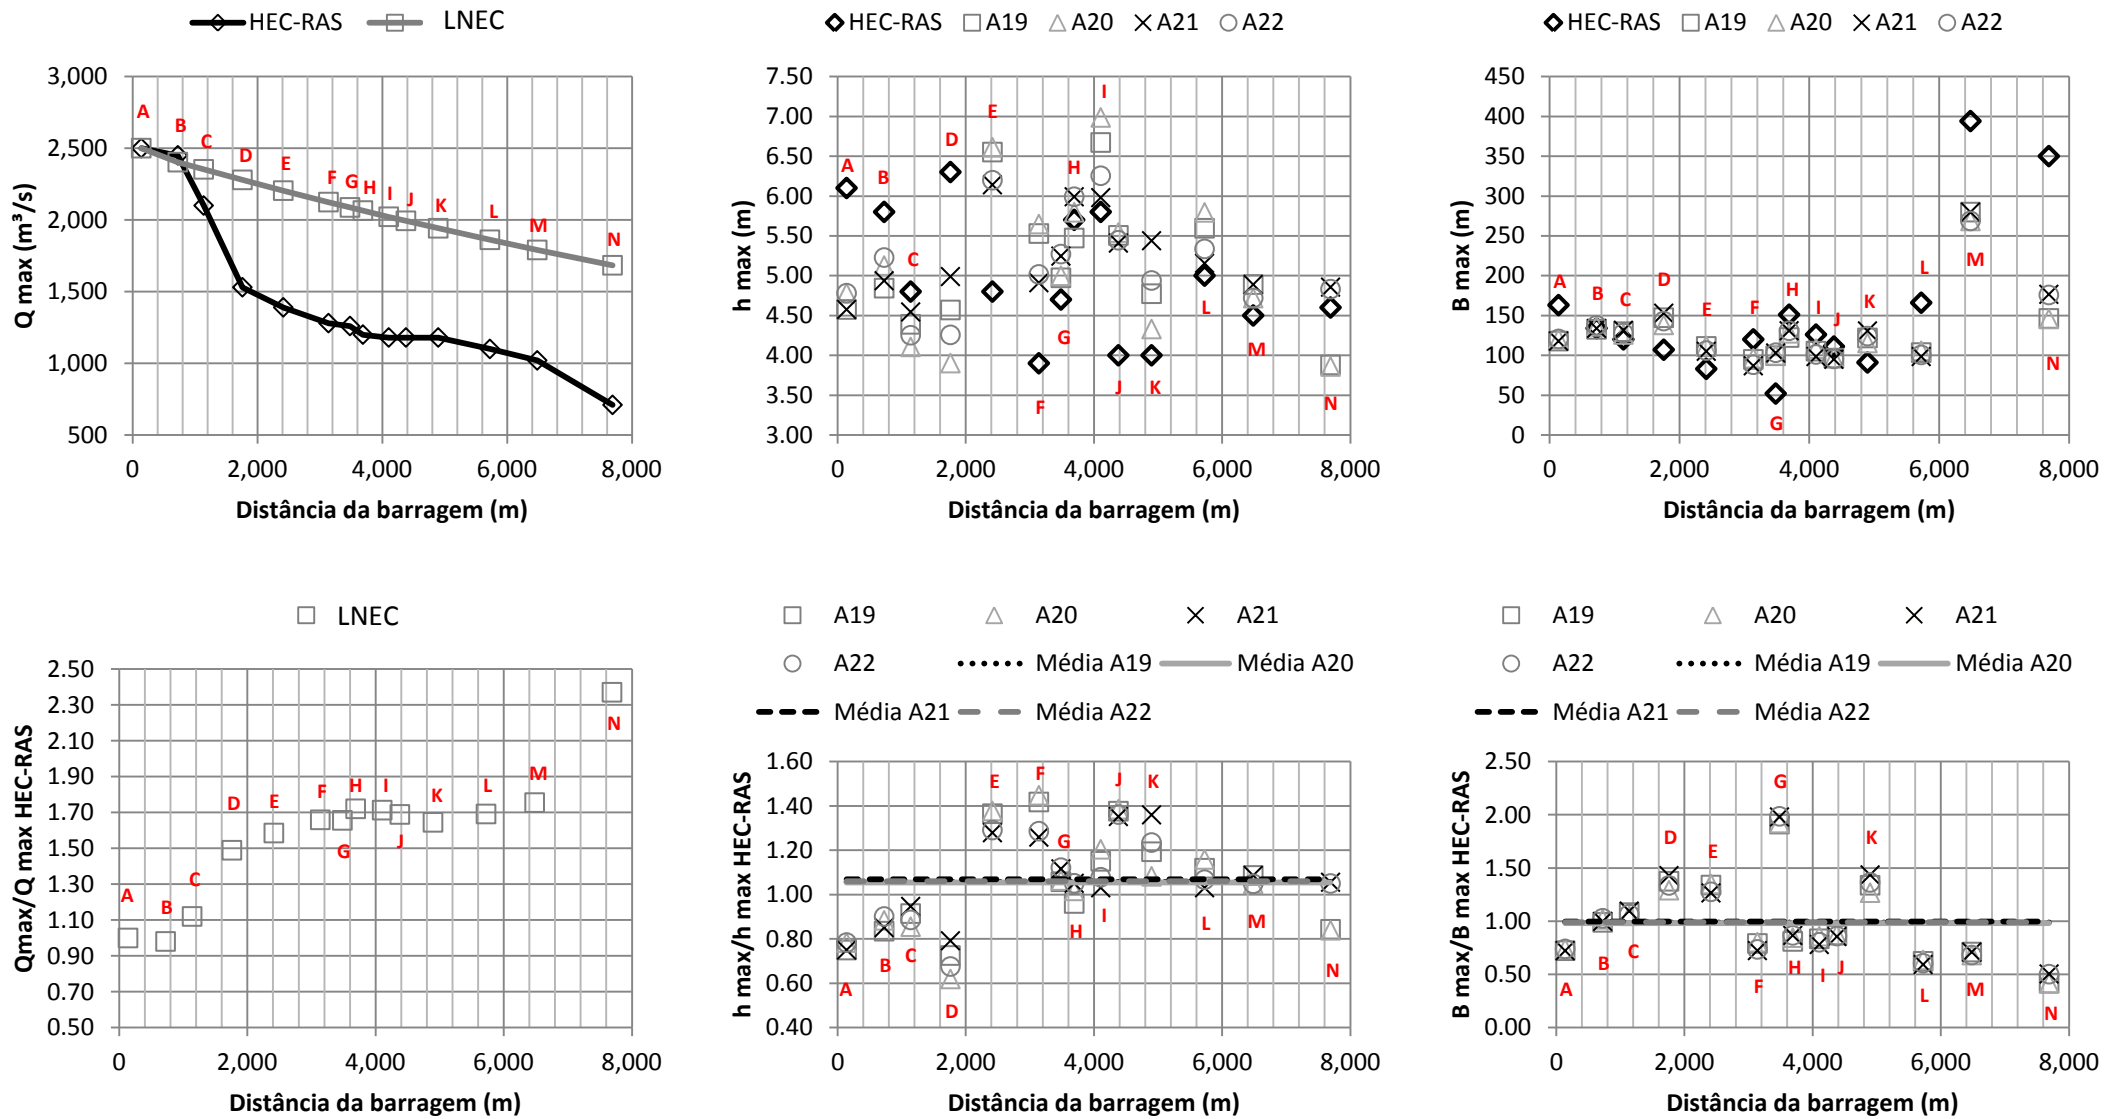 HEC-RAS LNEC
3,000
2,500
2,000
1,500
1,000
500
Q max (m³/s)
A B C D E F G H I J K L M N
0 2,000 4,000 6,000 8,000
Distância da barragem (m)
HEC-RAS A19 A20 A21 A22
7.50
7.00
6.50
6.00
5.50
5.00
4.50
4.00
3.50
3.00
h max (m)
A B C D E F G H I J K L M N
0 2,000 4,000 6,000 8,000
Distância da barragem (m)
HEC-RAS A19 A20 A21 A22
450
400
350
300
250
200
150
100
50
0
B max (m)
A B C D E F G H I J K L M N
0 2,000 4,000 6,000 8,000
Distância da barragem (m)
LNEC
2.50
2.30
2.10
1.90
1.70
1.50
1.30
1.10
0.90
0.70
0.50
Qmax/Q max HEC-RAS
A B C D E F G H I J K L M N
0 2,000 4,000 6,000 8,000
Distância da barragem (m)
A19 A20 A21
A22 Média A19 Média A20
Média A21 Média A22
1.60
1.40
1.20
1.00
0.80
0.60
0.40
h max/h max HEC-RAS
A B C D E F G H I J K L M N
0 2,000 4,000 6,000 8,000
Distância da barragem (m)
A19 A20 A21
A22 Média A19 Média A20
Média A21 Média A22
2.50
2.00
1.50
1.00
0.50
0.00
B max/B max HEC-RAS
A B C D E F G H I J K L M N
0 2,000 4,000 6,000 8,000
Distância da barragem (m)